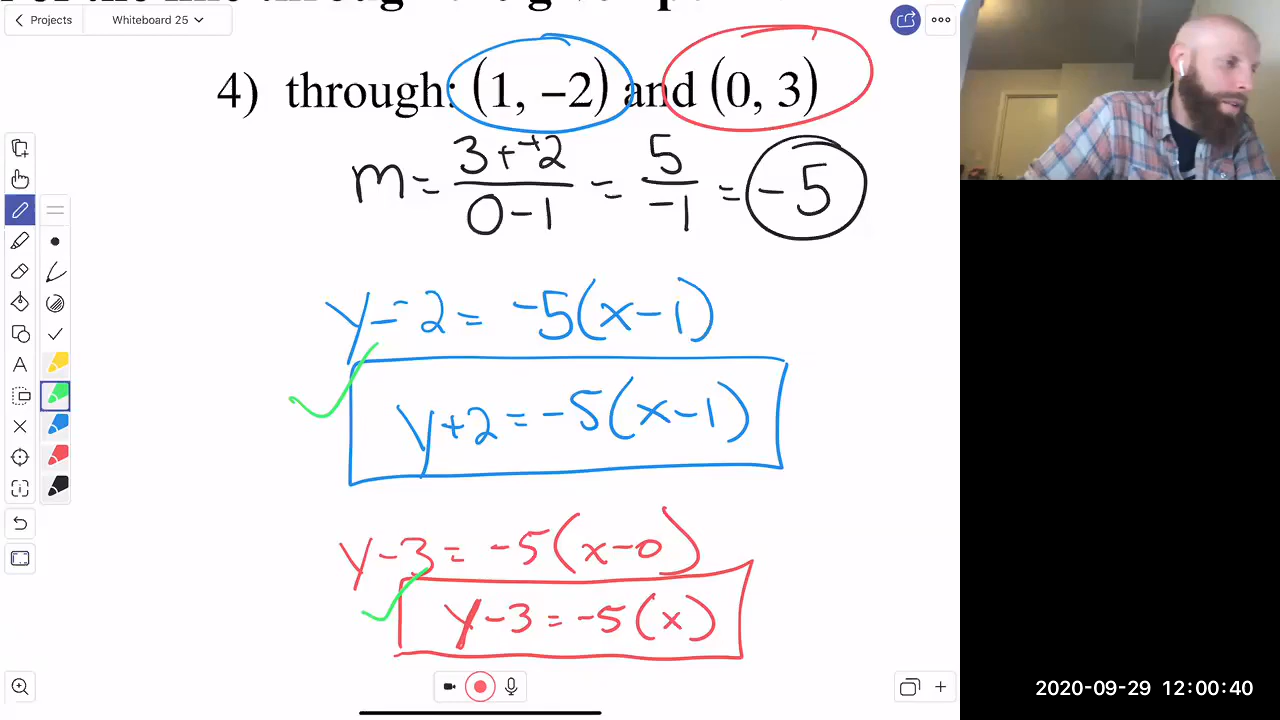 Projects
Whiteboard 25
4) through: (1, −2) and (0, 3)
m = 3 + +2 / 0 − 1 = 5 / −1 = −5
y − −2 = −5(x − 1)
y + 2 = −5(x − 1)
y − 3 = −5(x − 0)
y − 3 = −5(x)
A
2020-09-29 12:00:40